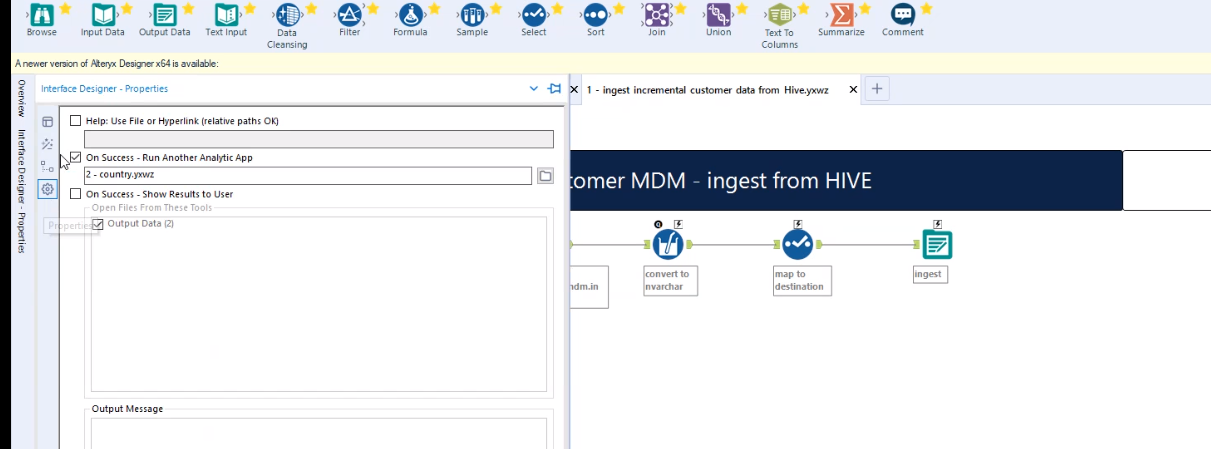 Browse
Input Data
Output Data
Text Input
Data
Cleansing
Filter
Formula
Sample
Select
Sort
Join
Union
Text To
Columns
Summarize
Comment
A newer version of Alteryx Designer x64 is available:
Overview
Interface Designer - Properties
Interface Designer - Properties
1 - ingest incremental customer data from Hive.yxwz
Help: Use File or Hyperlink (relative paths OK)
On Success - Run Another Analytic App
2 - country.yxwz
On Success - Show Results to User
Open Files From These Tools
Properties
Output Data (2)
Output Message
tomer MDM - ingest from HIVE
mdm.in
convert to
nvarchar
map to
destination
ingest